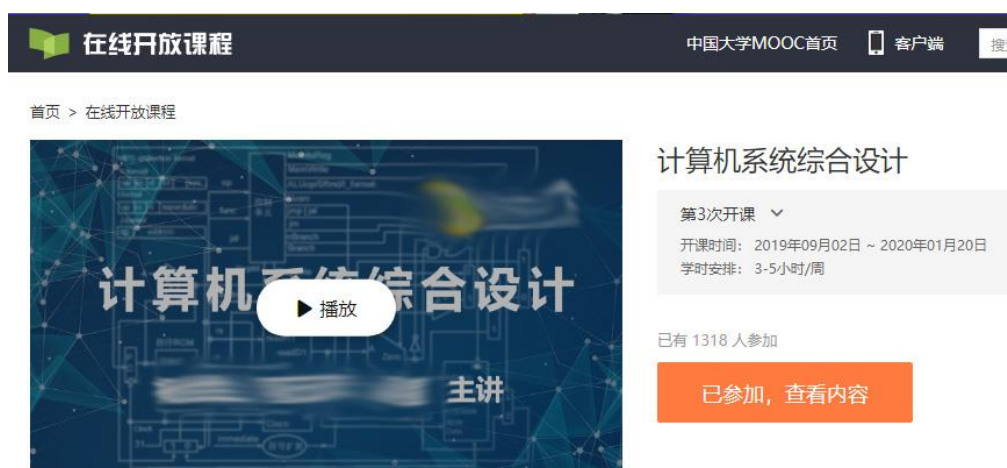 在线开放课程
中国大学MOOC首页
客户端
搜
首页 > 在线开放课程
计算机系统综合设计
播放
主讲
计算机系统综合设计
第3次开课
开课时间: 2019年09月02日 ~ 2020年01月20日
学时安排: 3-5小时/周
已有 1318 人参加
已参加，查看内容